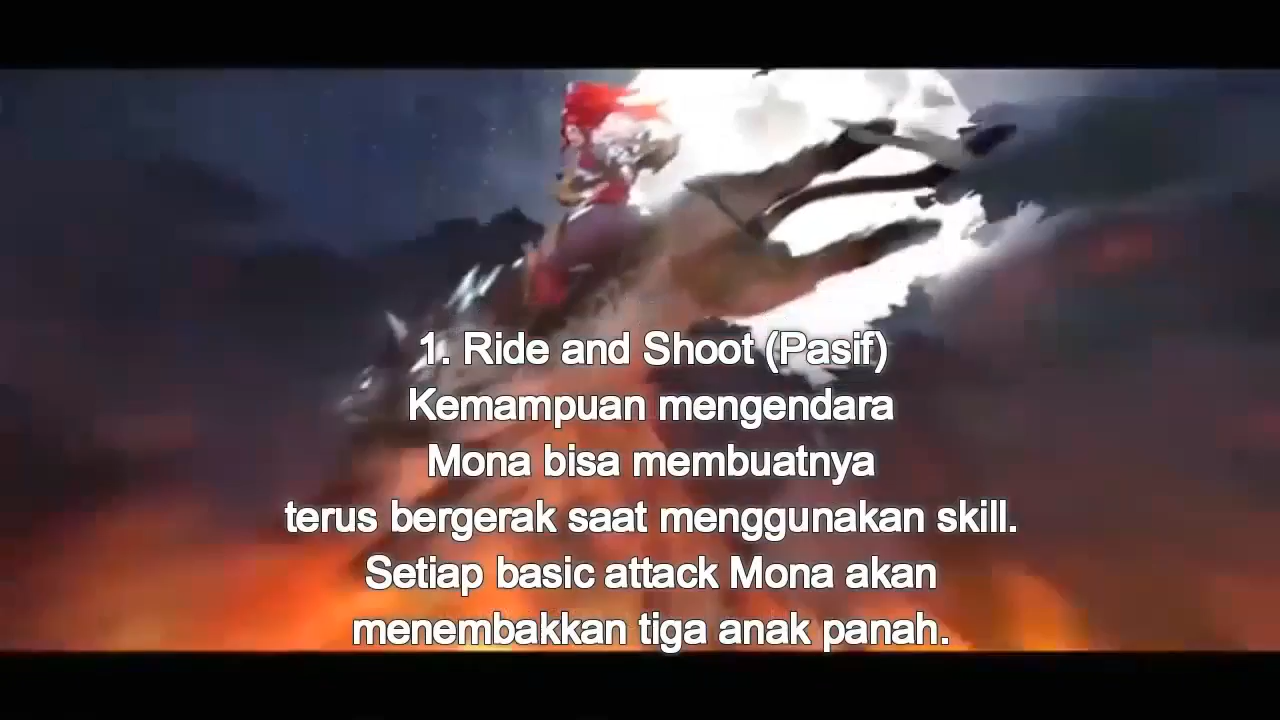 1. Ride and Shoot (Pasif)
Kemampuan mengendara
Mona bisa membuatnya
terus bergerak saat menggunakan skill.
Setiap basic attack Mona akan
menembakkan tiga anak panah.